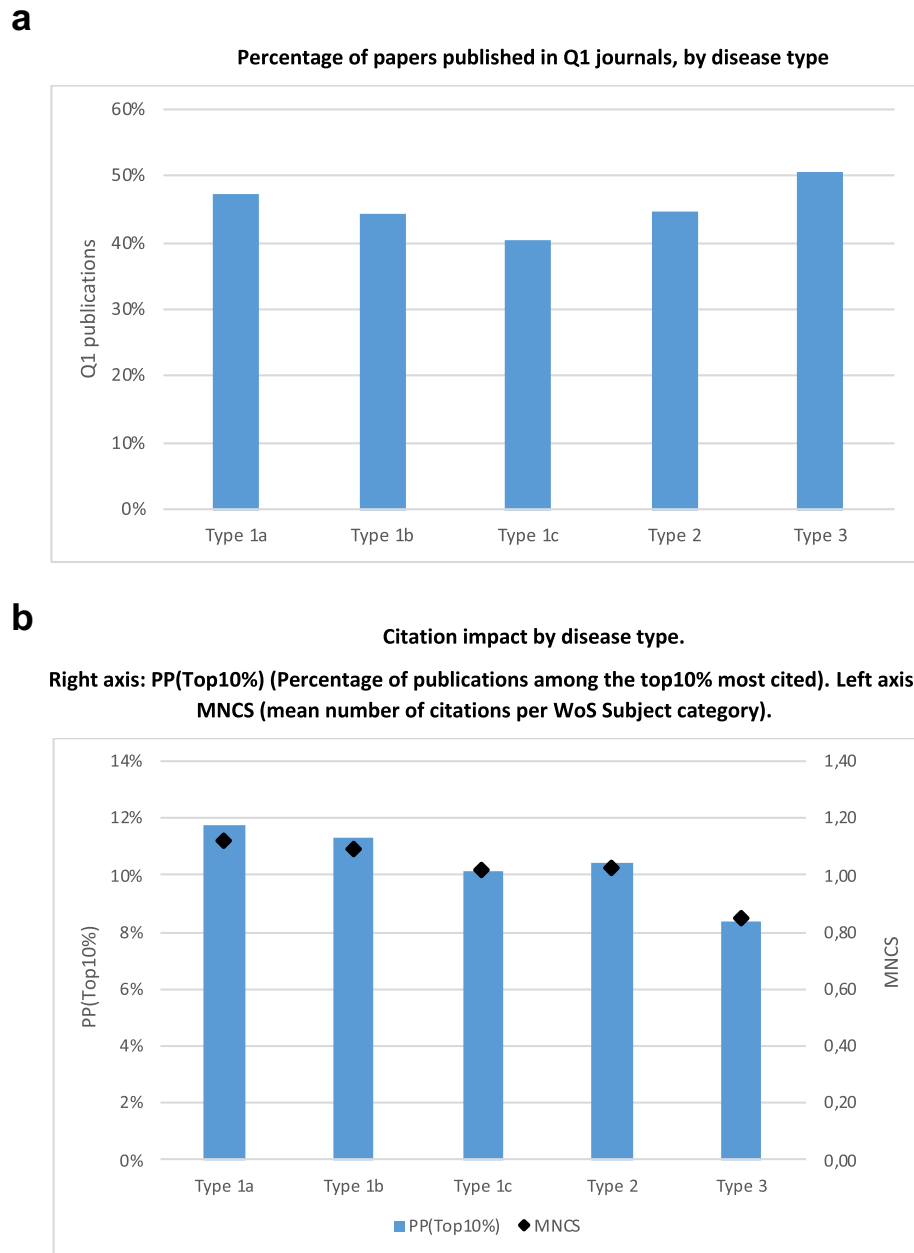 a
Percentage of papers published in Q1 journals, by disease type
60%
50%
40%
30%
20%
10%
0%
Q1 publications
Type 1a Type 1b Type 1c Type 2 Type 3
b
Citation impact by disease type.
Right axis: PP(Top10%) (Percentage of publications among the top10% most cited). Left axis
MNCS (mean number of citations per WoS Subject category).
14% 1,40
12% 1,20
10% 1,00
8% 0,80
6% 0,60
4% 0,40
2% 0,20
0% 0,00
PP(Top10%)
MNCS
Type 1a Type 1b Type 1c Type 2 Type 3
PP(Top10%) MNCS